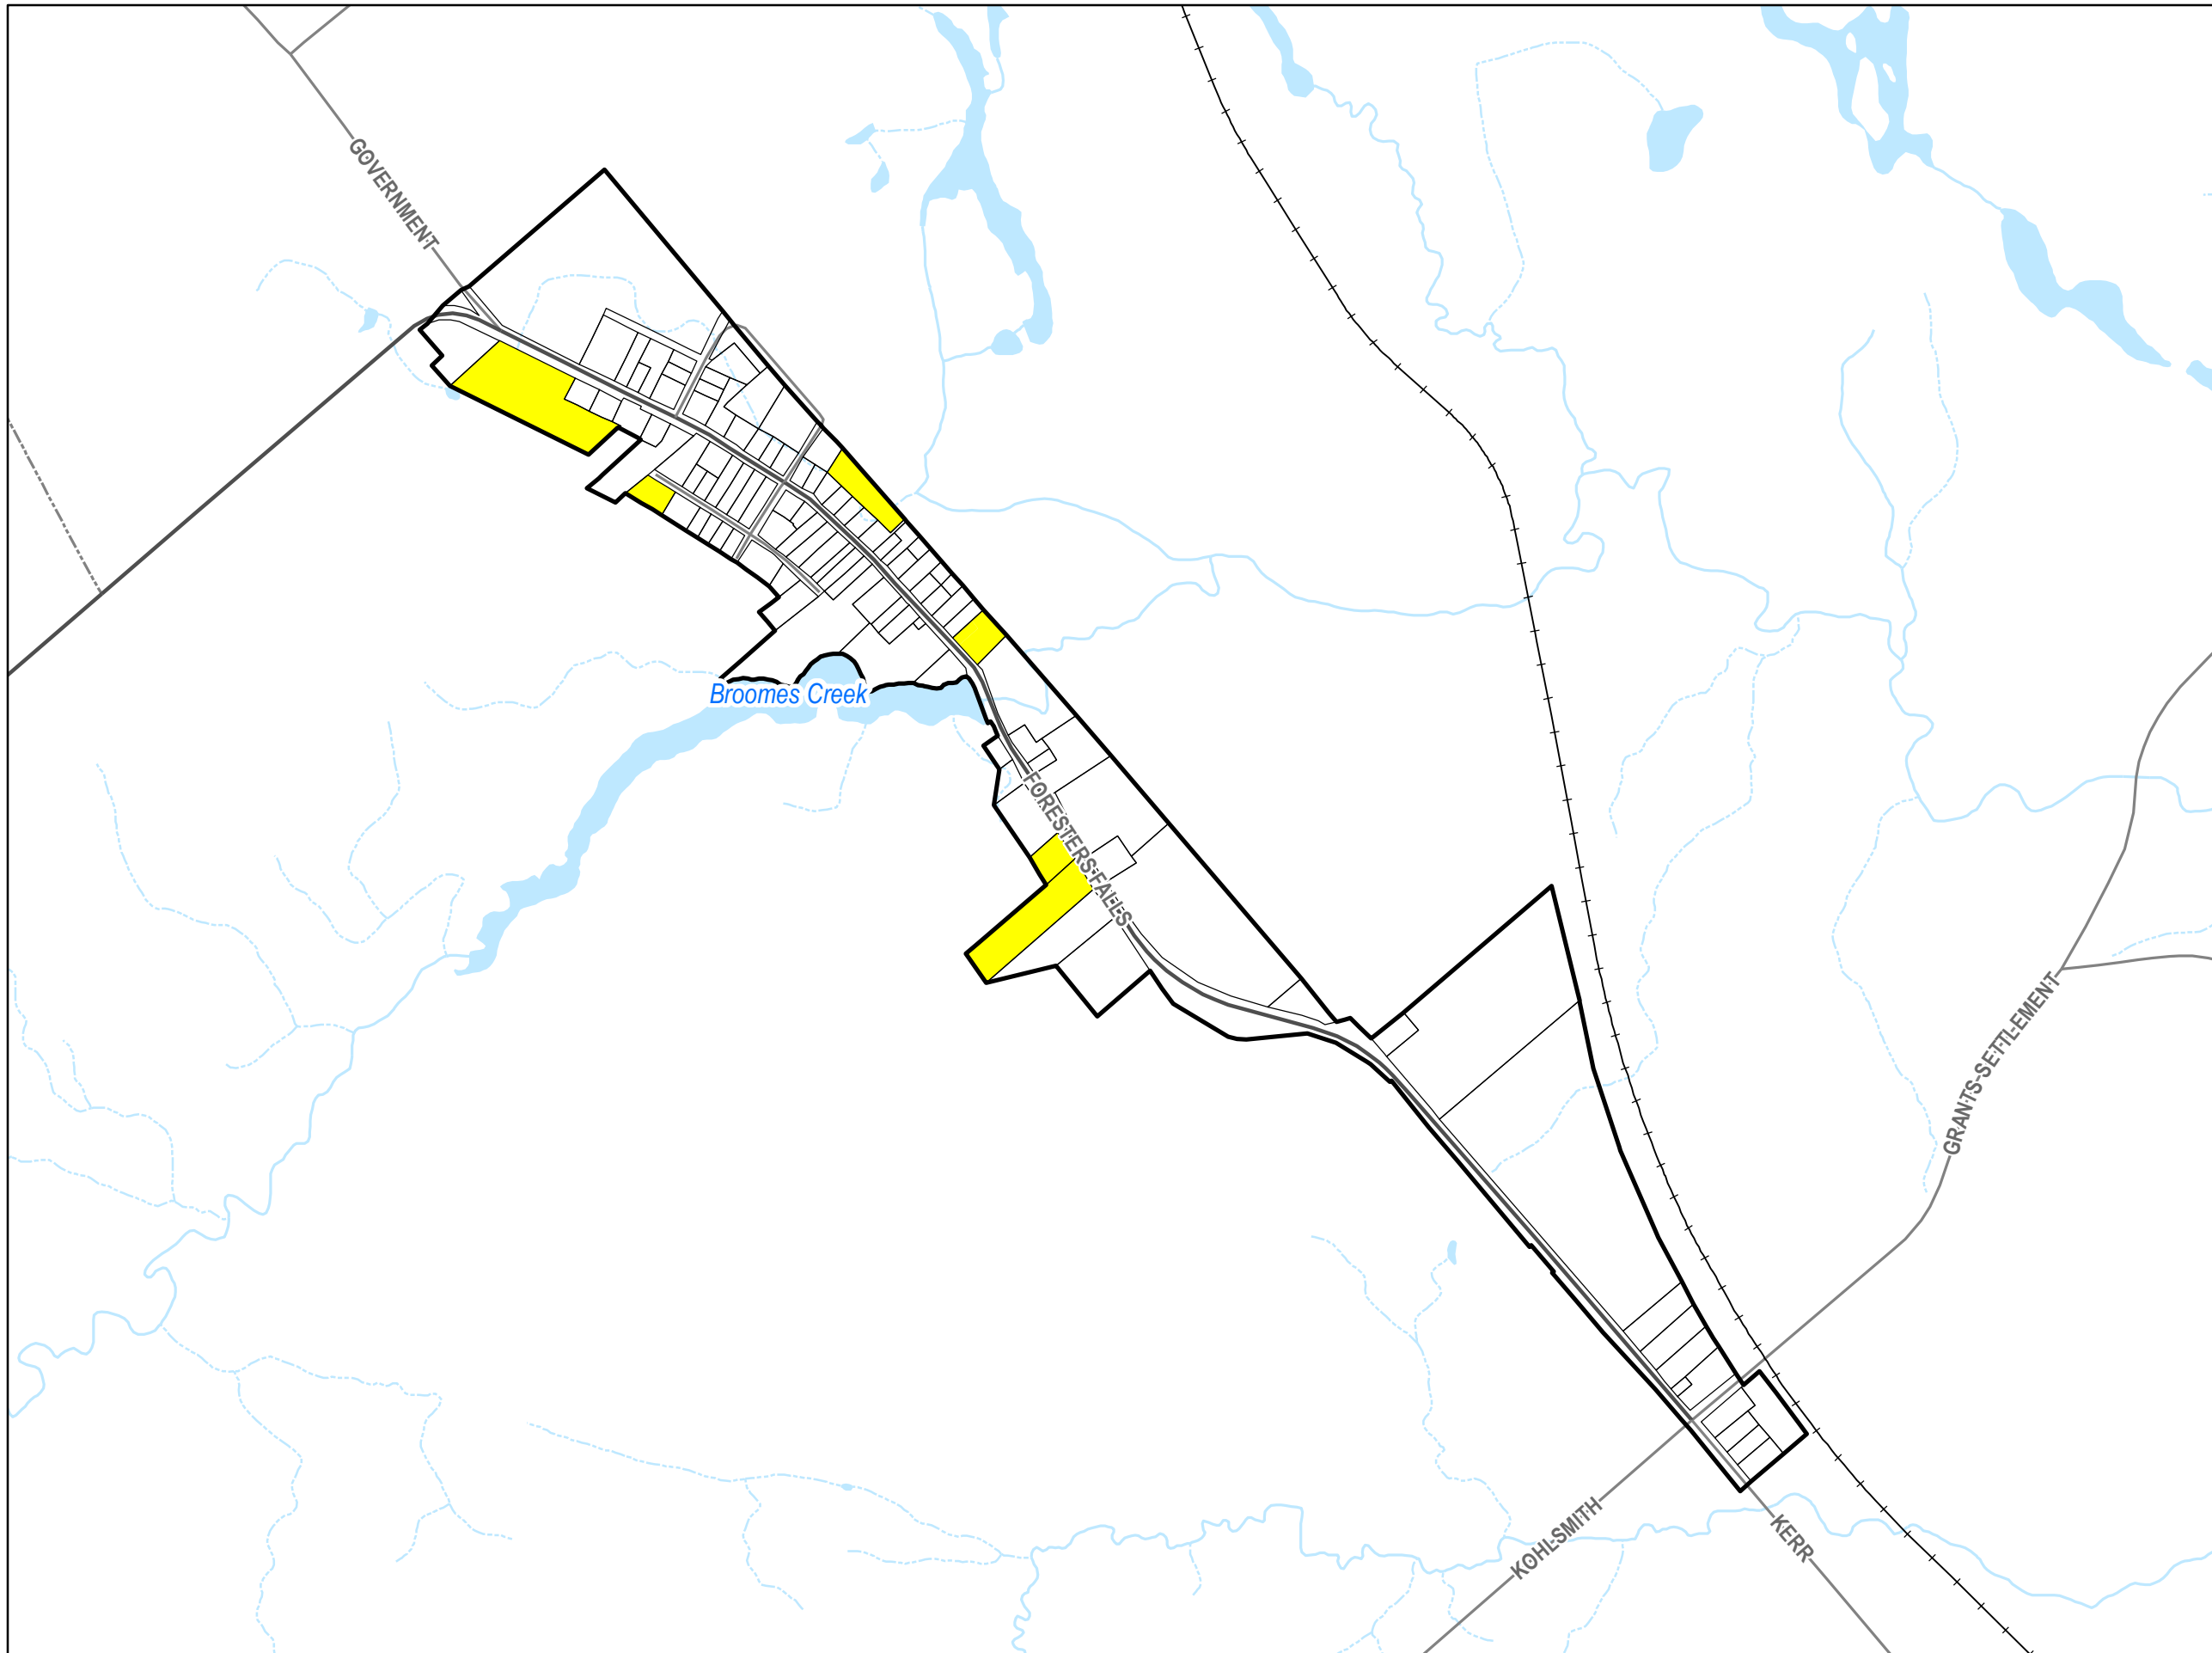 GOVERNMENT
Broomes Creek
FORESTERS FALLS
GRANTS SETTLEMENT
KOHLSMITH
KERR